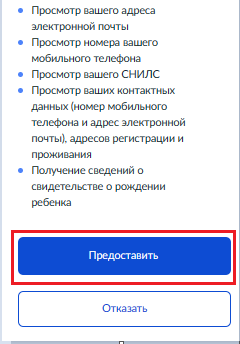 Просмотр вашего адреса
электронной почты
Просмотр номера вашего
мобильного телефона
Просмотр вашего СНИЛС
Просмотр ваших контактных
данных (номер мобильного
телефона и адрес электронной
почты), адресов регистрации и
проживания
Получение сведений о
свидетельстве о рождении
ребенка
Предоставить
Отказать